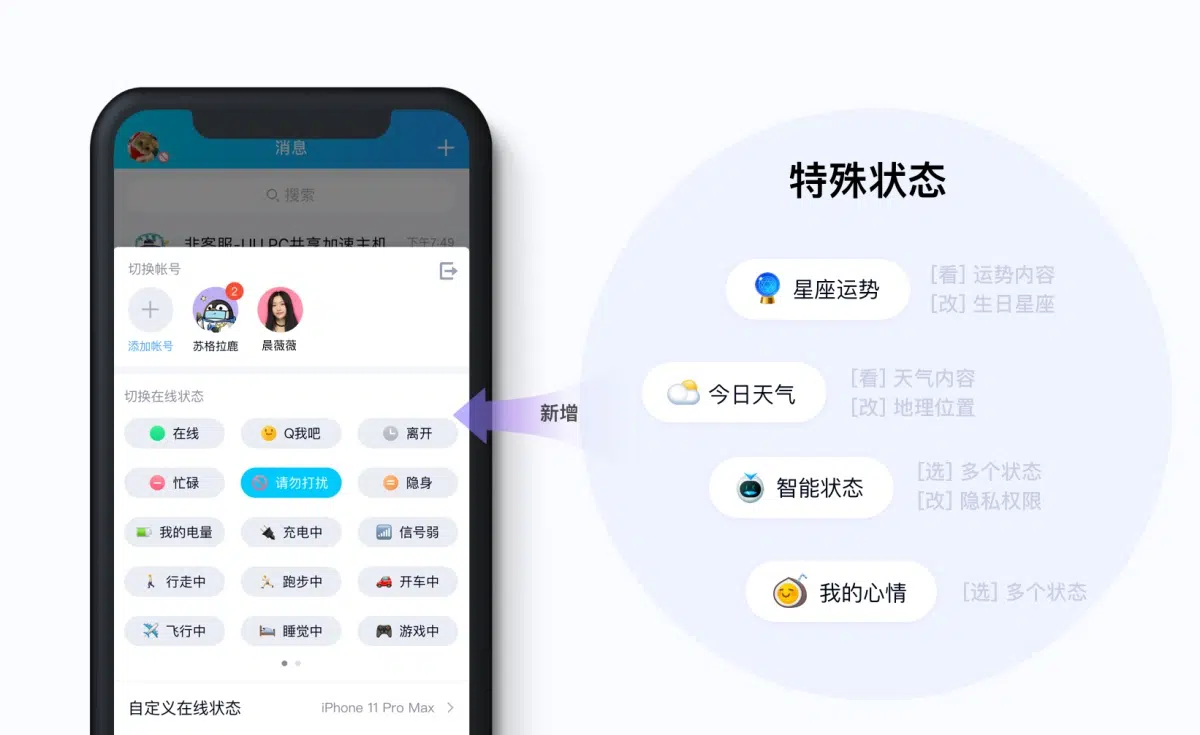 消息
搜索
非客服-UU PC共享加速主机 下午7:49
切换帐号
2
添加帐号 苏格拉鹿 晨薇薇
切换在线状态
在线 Q我吧 离开
忙碌 请勿打扰 隐身
我的电量 充电中 信号弱
行走中 跑步中 开车中
飞行中 睡觉中 游戏中
自定义在线状态 iPhone 11 Pro Max
新增
特殊状态
星座运势
[看] 运势内容
[改] 生日星座
今日天气
[看] 天气内容
[改] 地理位置
智能状态
[选] 多个状态
[改] 隐私权限
我的心情
[选] 多个状态